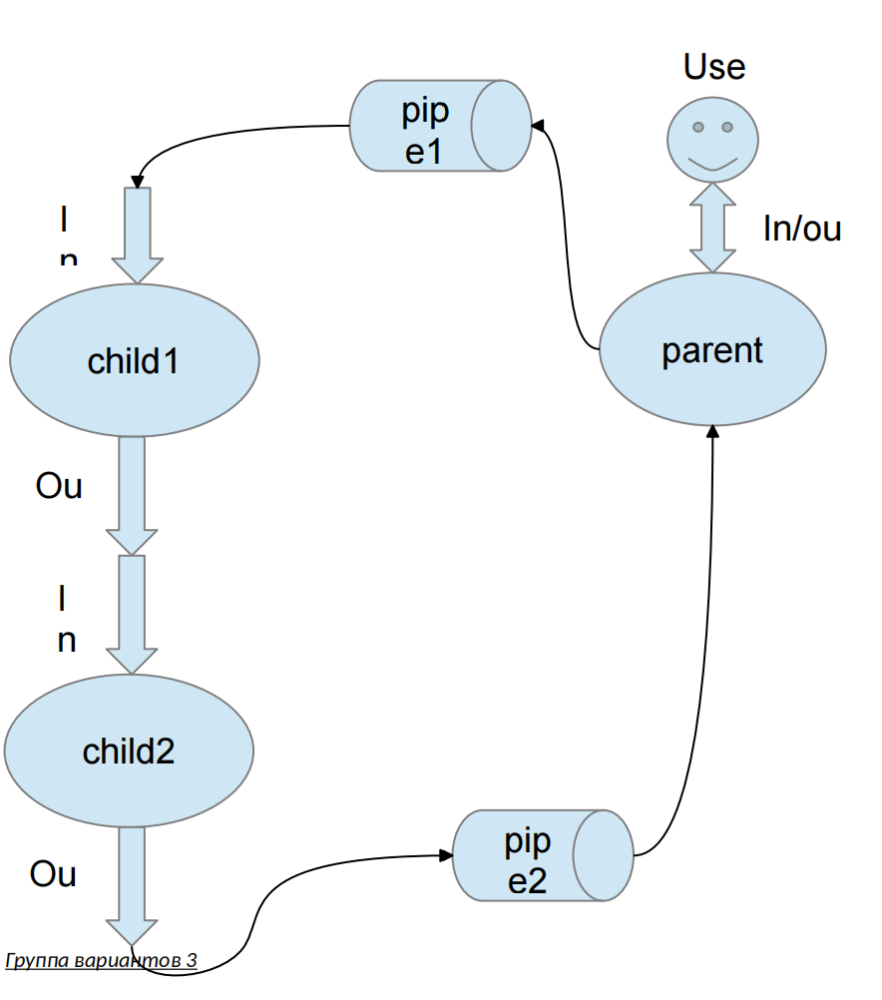 Use
pip
e1
I
n
In/ou
child1
parent
Ou
I
n
child2
pip
e2
Ou
Группа вариантов 3